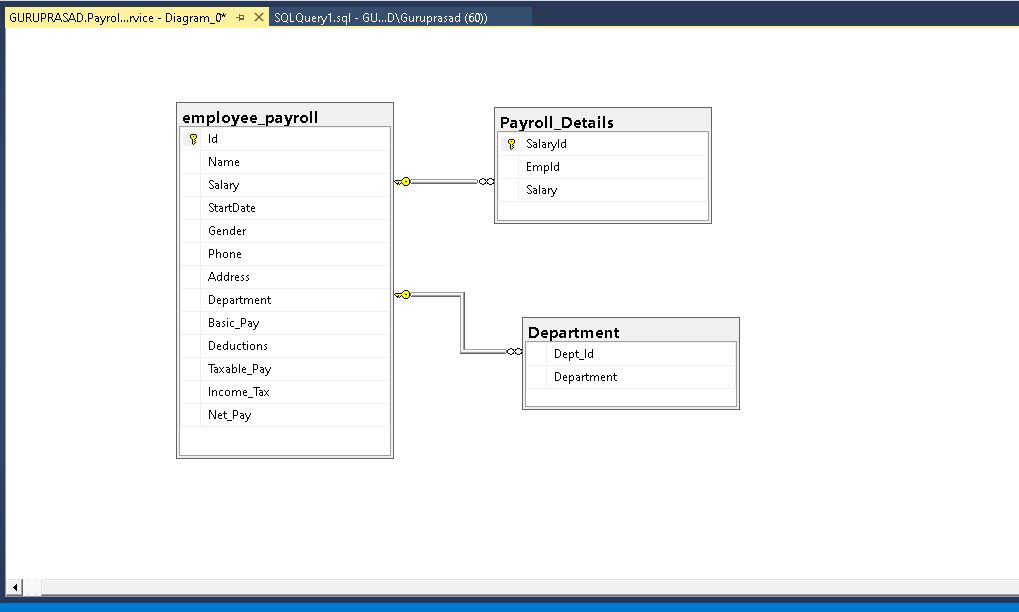 GURUPRASAD.Payrol...rvice - Diagram_0*
SQLQuery1.sql - GU...D\Guruprasad (60))
employee_payroll
Id
Name
Salary
StartDate
Gender
Phone
Address
Department
Basic_Pay
Deductions
Taxable_Pay
Income_Tax
Net_Pay
Payroll_Details
SalaryId
EmpId
Salary
Department
Dept_Id
Department